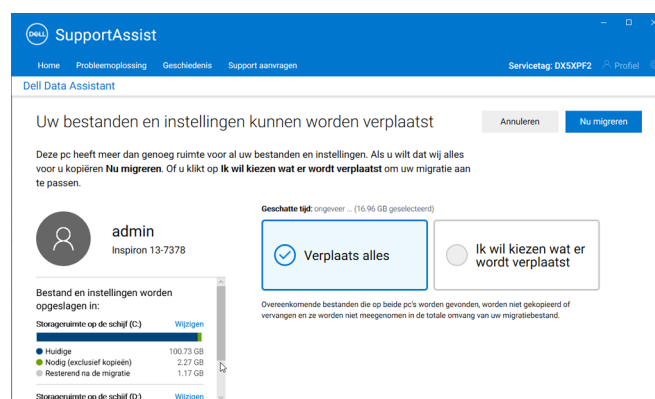 DELL SupportAssist
Home Probleemoplossing Geschiedenis Support aanvragen Servicetag: DX5XPF2 Profiel
Dell Data Assistant
Uw bestanden en instellingen kunnen worden verplaatst Annuleren Nu migreren
Deze pc heeft meer dan genoeg ruimte voor al uw bestanden en instellingen. Als u wilt dat wij alles
voor u kopiëren Nu migreren. Of u klikt op Ik wil kiezen wat er wordt verplaatst om uw migratie aan
te passen.
admin
Inspiron 13-7378
Bestand en instellingen worden
opgeslagen in:
Storageruimte op de schijf (C:) Wijzigen
Huidige 100.73 GB
Nodig (exclusief kopieën) 2.27 GB
Resterend na de migratie 1.17 GB
Storageruimte op de schijf (D:) Wijzigen
Geschatte tijd: ongeveer ... (16.96 GB geselecteerd)
Verplaats alles
Ik wil kiezen wat er
wordt verplaatst
Overeenkomende bestanden die op beide pc's worden gevonden, worden niet gekopieerd of
vervangen en ze worden niet meegenomen in de totale omvang van uw migratiebestand.